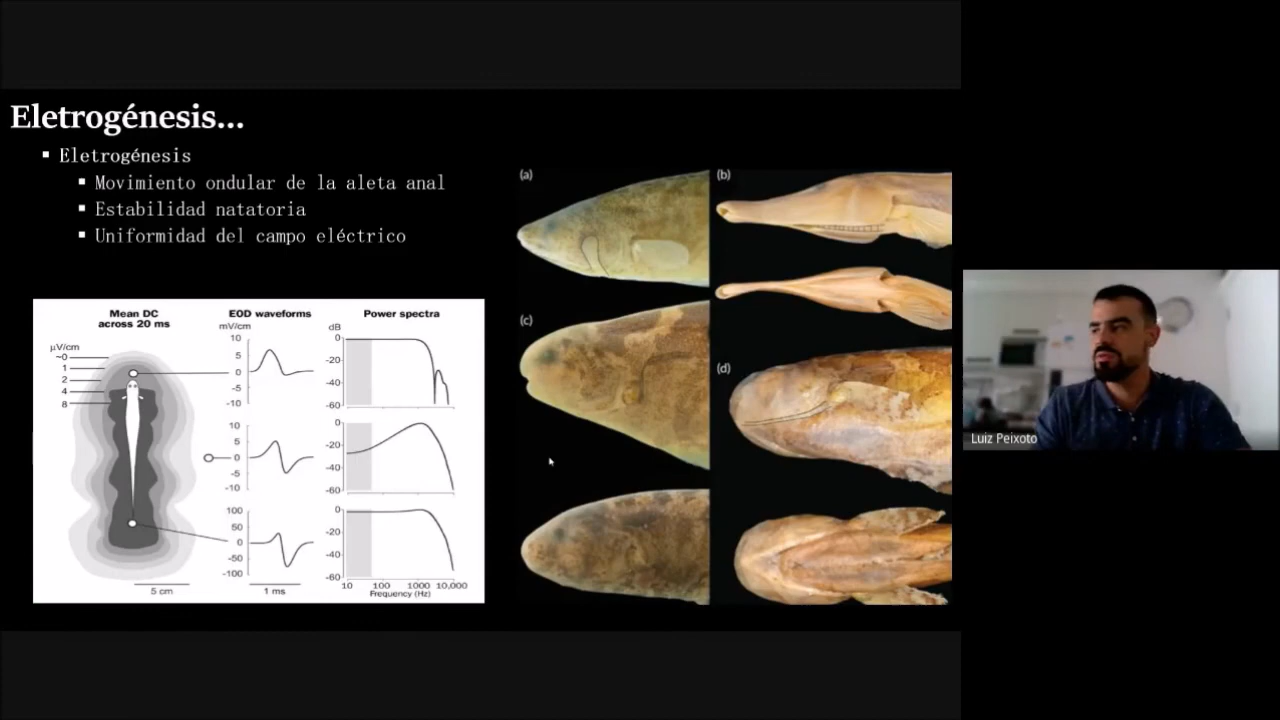 Eletrogénesis...
▪ Eletrogénesis
▪ Movimiento ondular de la aleta anal
▪ Estabilidad natatoria
▪ Uniformidad del campo eléctrico
Mean DC
across 20 ms
EOD waveforms
Power spectra
mV/cm
dB
µV/cm
~0
1
2
4
8
10
5
0
-5
-10
0
-20
-40
-60
10
5
0
-5
-10
0
-20
-40
-60
100
50
0
-50
-100
0
-20
-40
-60
5 cm
1 ms
10 100 1000 10,000
Frequency (Hz)
(a)
(b)
(c)
(d)
Luiz Peixoto